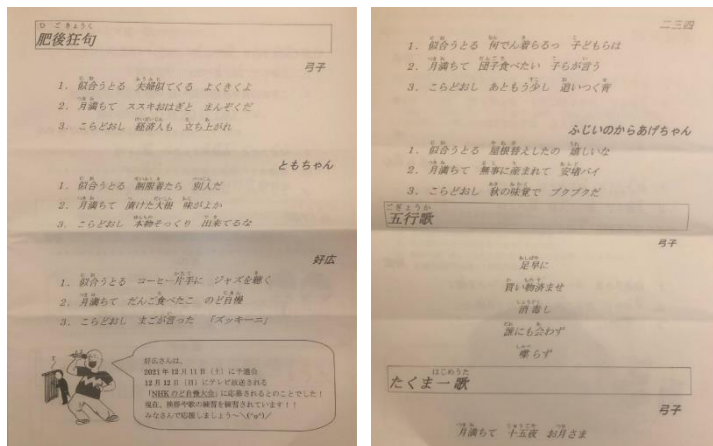 肥後狂句
弓子
1. 似合うとる 夫婦似てくる よくきくよ
2. 月満ちて ススキおはぎと まんぞくだ
3. こらどおし 経済人も 立ち上がれ
ともちゃん
1. 似合うとる 制服着たら 別人だ
2. 月満ちて 漬けた大根 味がよか
3. こらどおし 本物そっくり 出来てるな
好広
1. 似合うとる コーヒー片手に ジャズを聴く
2. 月満ちて だんご食べたこ のど自慢
3. こらどおし まごが言った 「ズッキーニ」
好広さんは、
2021年12月11日(土)に予選会
12月12日(日)にテレビ放送される
「NHKのど自慢大会」に応募されるとのことでした！
現在、挨拶や歌の練習を練習されています！！
みなさんで応援しましょう～＼(^o^)／
二三四
1. 似合うとる 何でん着らるっ 子どもらは
2. 月満ちて 団子食べたい 子らが言う
3. こらどおし あともう少し 追いつく背
ふじいのからあげちゃん
1. 似合うとる 屋根替えしたの 嬉しいな
2. 月満ちて 無事に産まれて 安堵バイ
3. こらどおし 秋の味覚で ブクブクだ
五行歌
弓子
足早に
買い物済ませ
消毒し
誰にも会わず
喋らず
たくま一歌
弓子
月満ちて 十五夜 お月さま